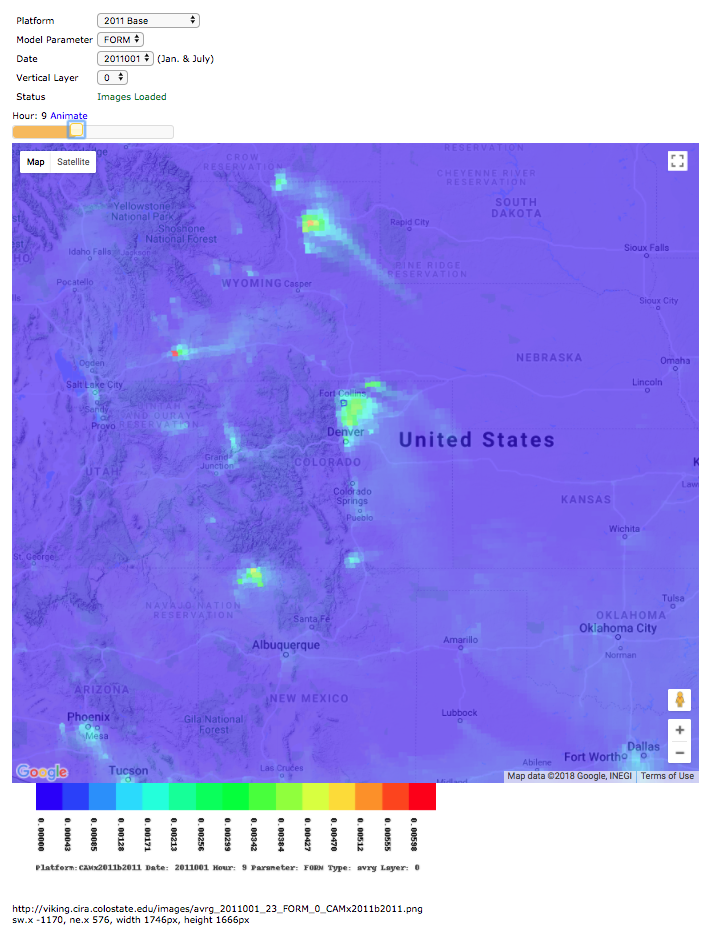 Platform 2011 Base
Model Parameter FORM
Date 2011001 (Jan. & July)
Vertical Layer 0
Status Images Loaded
Hour: 9 Animate
Map Satellite
CROW
RESERVATION
RESERVATION
CHEYENNE RIVER
RESERVATION
SOUTH
DAKOTA
Yellowstone
National Park
Shoshone
National Forest
Rapid City
Sioux Falls
Idaho Falls
Jackson
PINE RIDGE
RESERVATION
Pocatello
WYOMING
Casper
Sioux City
NEBRASKA
Omaha
Ogden
Salt Lake City
Lincoln
Fort Collins
Sandy
Provo
UINTAH
AND OURAY
RESERVATION
Denver
United States
Grand
Junction
COLORADO
UTAH
Colorado
Springs
KANSAS
Pueblo
Wichita
St. George
Tulsa
NAVAJO NATION
RESERVATION
Santa Fe
OKLAHOMA
Oklahoma City
Albuquerque
Amarillo
Norman
ARIZONA
NEW MEXICO
Phoenix
Mesa
Gila National
Forest
Lubbock
Dallas
Fort Worth
Abilene
Tucson
Las Cruces
Midland
Google
Map data ©2018 Google, INEGI Terms of Use
0.00000 0.00043 0.00085 0.00128 0.00171 0.00213 0.00256 0.00299 0.00342 0.00384 0.00427 0.00470 0.00512 0.00555 0.00598
Platform:CAMx2011b2011 Date: 2011001 Hour: 9 Parameter: FORM Type: avrg Layer: 0
http://viking.cira.colostate.edu/images/avrg_2011001_23_FORM_0_CAMx2011b2011.png
sw.x -1170, ne.x 576, width 1746px, height 1666px